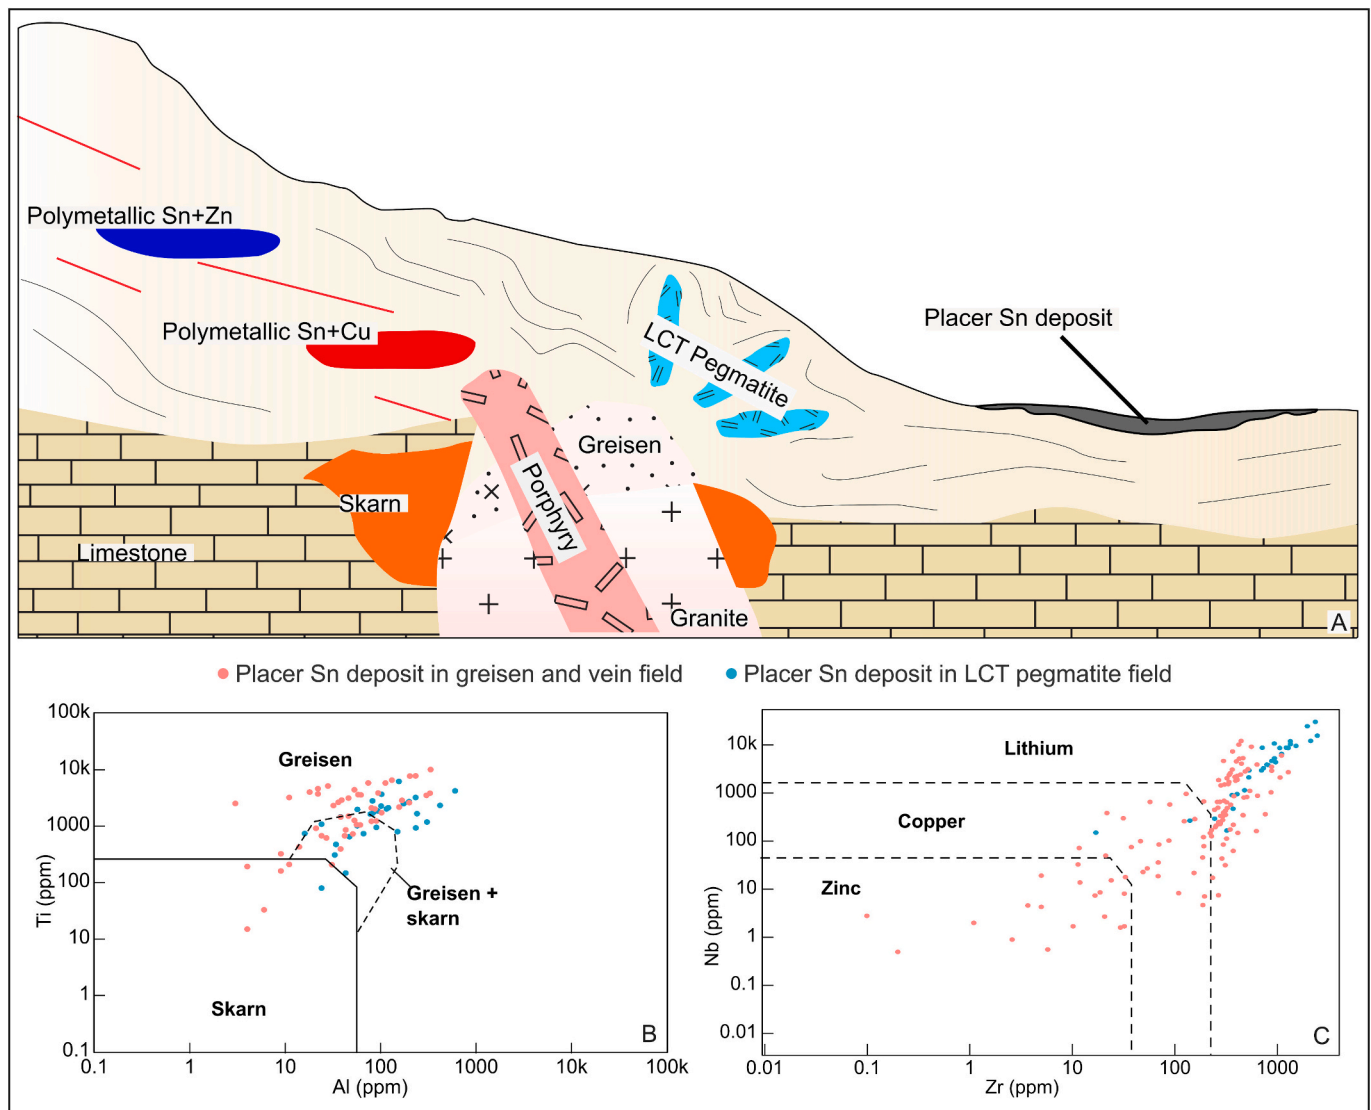 Polymetallic Sn+Zn
Polymetallic Sn+Cu
LCT Pegmatite
Placer Sn deposit
Greisen
Skarn
Porphyry
Limestone
Granite
A
Placer Sn deposit in greisen and vein field
Placer Sn deposit in LCT pegmatite field
100k
10k
1000
100
10
1
0.1
Ti (ppm)
Greisen
Greisen +
skarn
Skarn
B
0.1
1
10
100
1000
10k
100k
Al (ppm)
10k
1000
100
10
1
0.1
0.01
Nb (ppm)
Lithium
Copper
Zinc
C
0.01
0.1
1
10
100
1000
Zr (ppm)